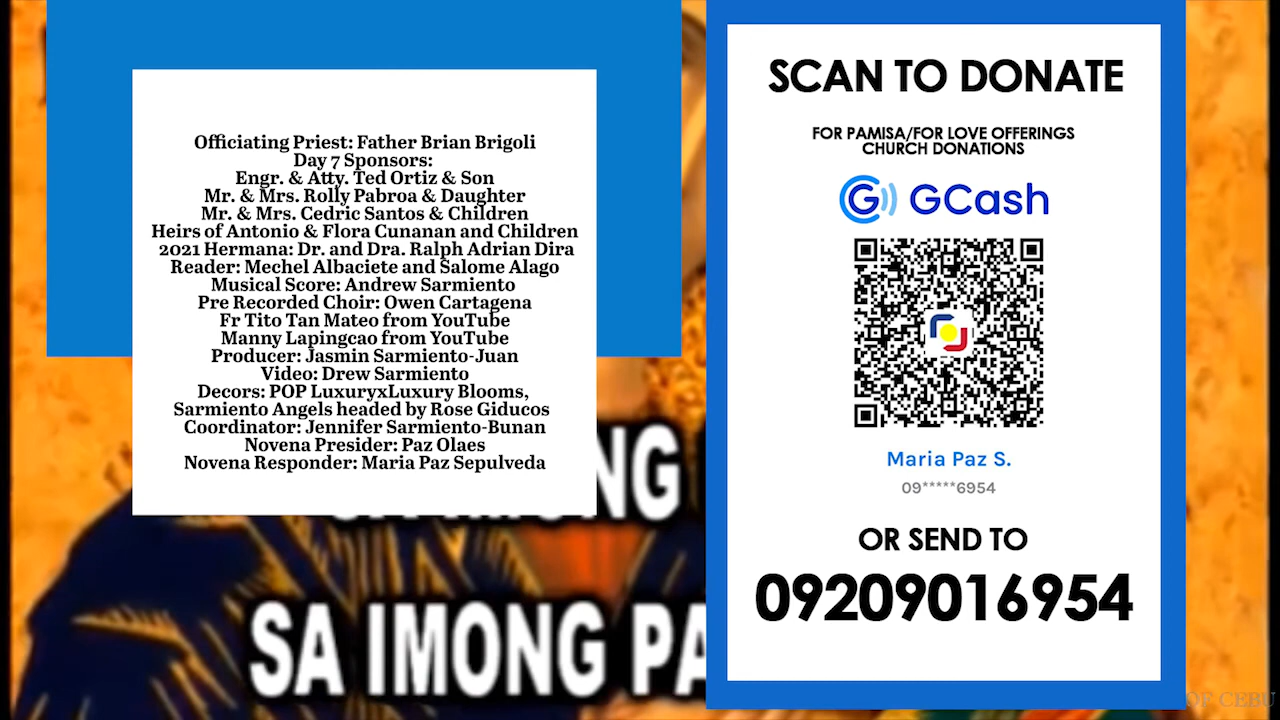 Officiating Priest: Father Brian Brigoli
Day 7 Sponsors:
Engr. & Atty. Ted Ortiz & Son
Mr. & Mrs. Rolly Pabroa & Daughter
Mr. & Mrs. Cedric Santos & Children
Heirs of Antonio & Flora Cunanan and Children
2021 Hermana: Dr. and Dra. Ralph Adrian Dira
Reader: Mechel Albaciete and Salome Alago
Musical Score: Andrew Sarmiento
Pre Recorded Choir: Owen Cartagena
Fr Tito Tan Mateo from YouTube
Manny Lapingcao from YouTube
Producer: Jasmin Sarmiento-Juan
Video: Drew Sarmiento
Decors: POP LuxuryxLuxury Blooms,
Sarmiento Angels headed by Rose Giducos
Coordinator: Jennifer Sarmiento-Bunan
Novena Presider: Paz Olaes
Novena Responder: Maria Paz Sepulveda
SA IMONG PA
SCAN TO DONATE
FOR PAMISA/FOR LOVE OFFERINGS
CHURCH DONATIONS
GCash
Maria Paz S.
09*****6954
OR SEND TO
09209016954
OF CEBU